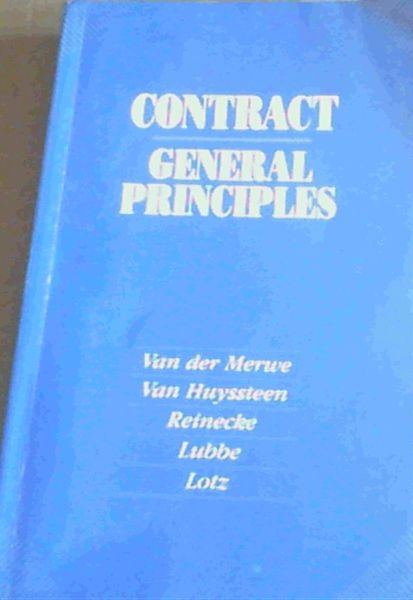 CONTRACT
GENERAL
PRINCIPLES
Van der Merwe
Van Huyssteen
Reinecke
Lubbe
Lotz